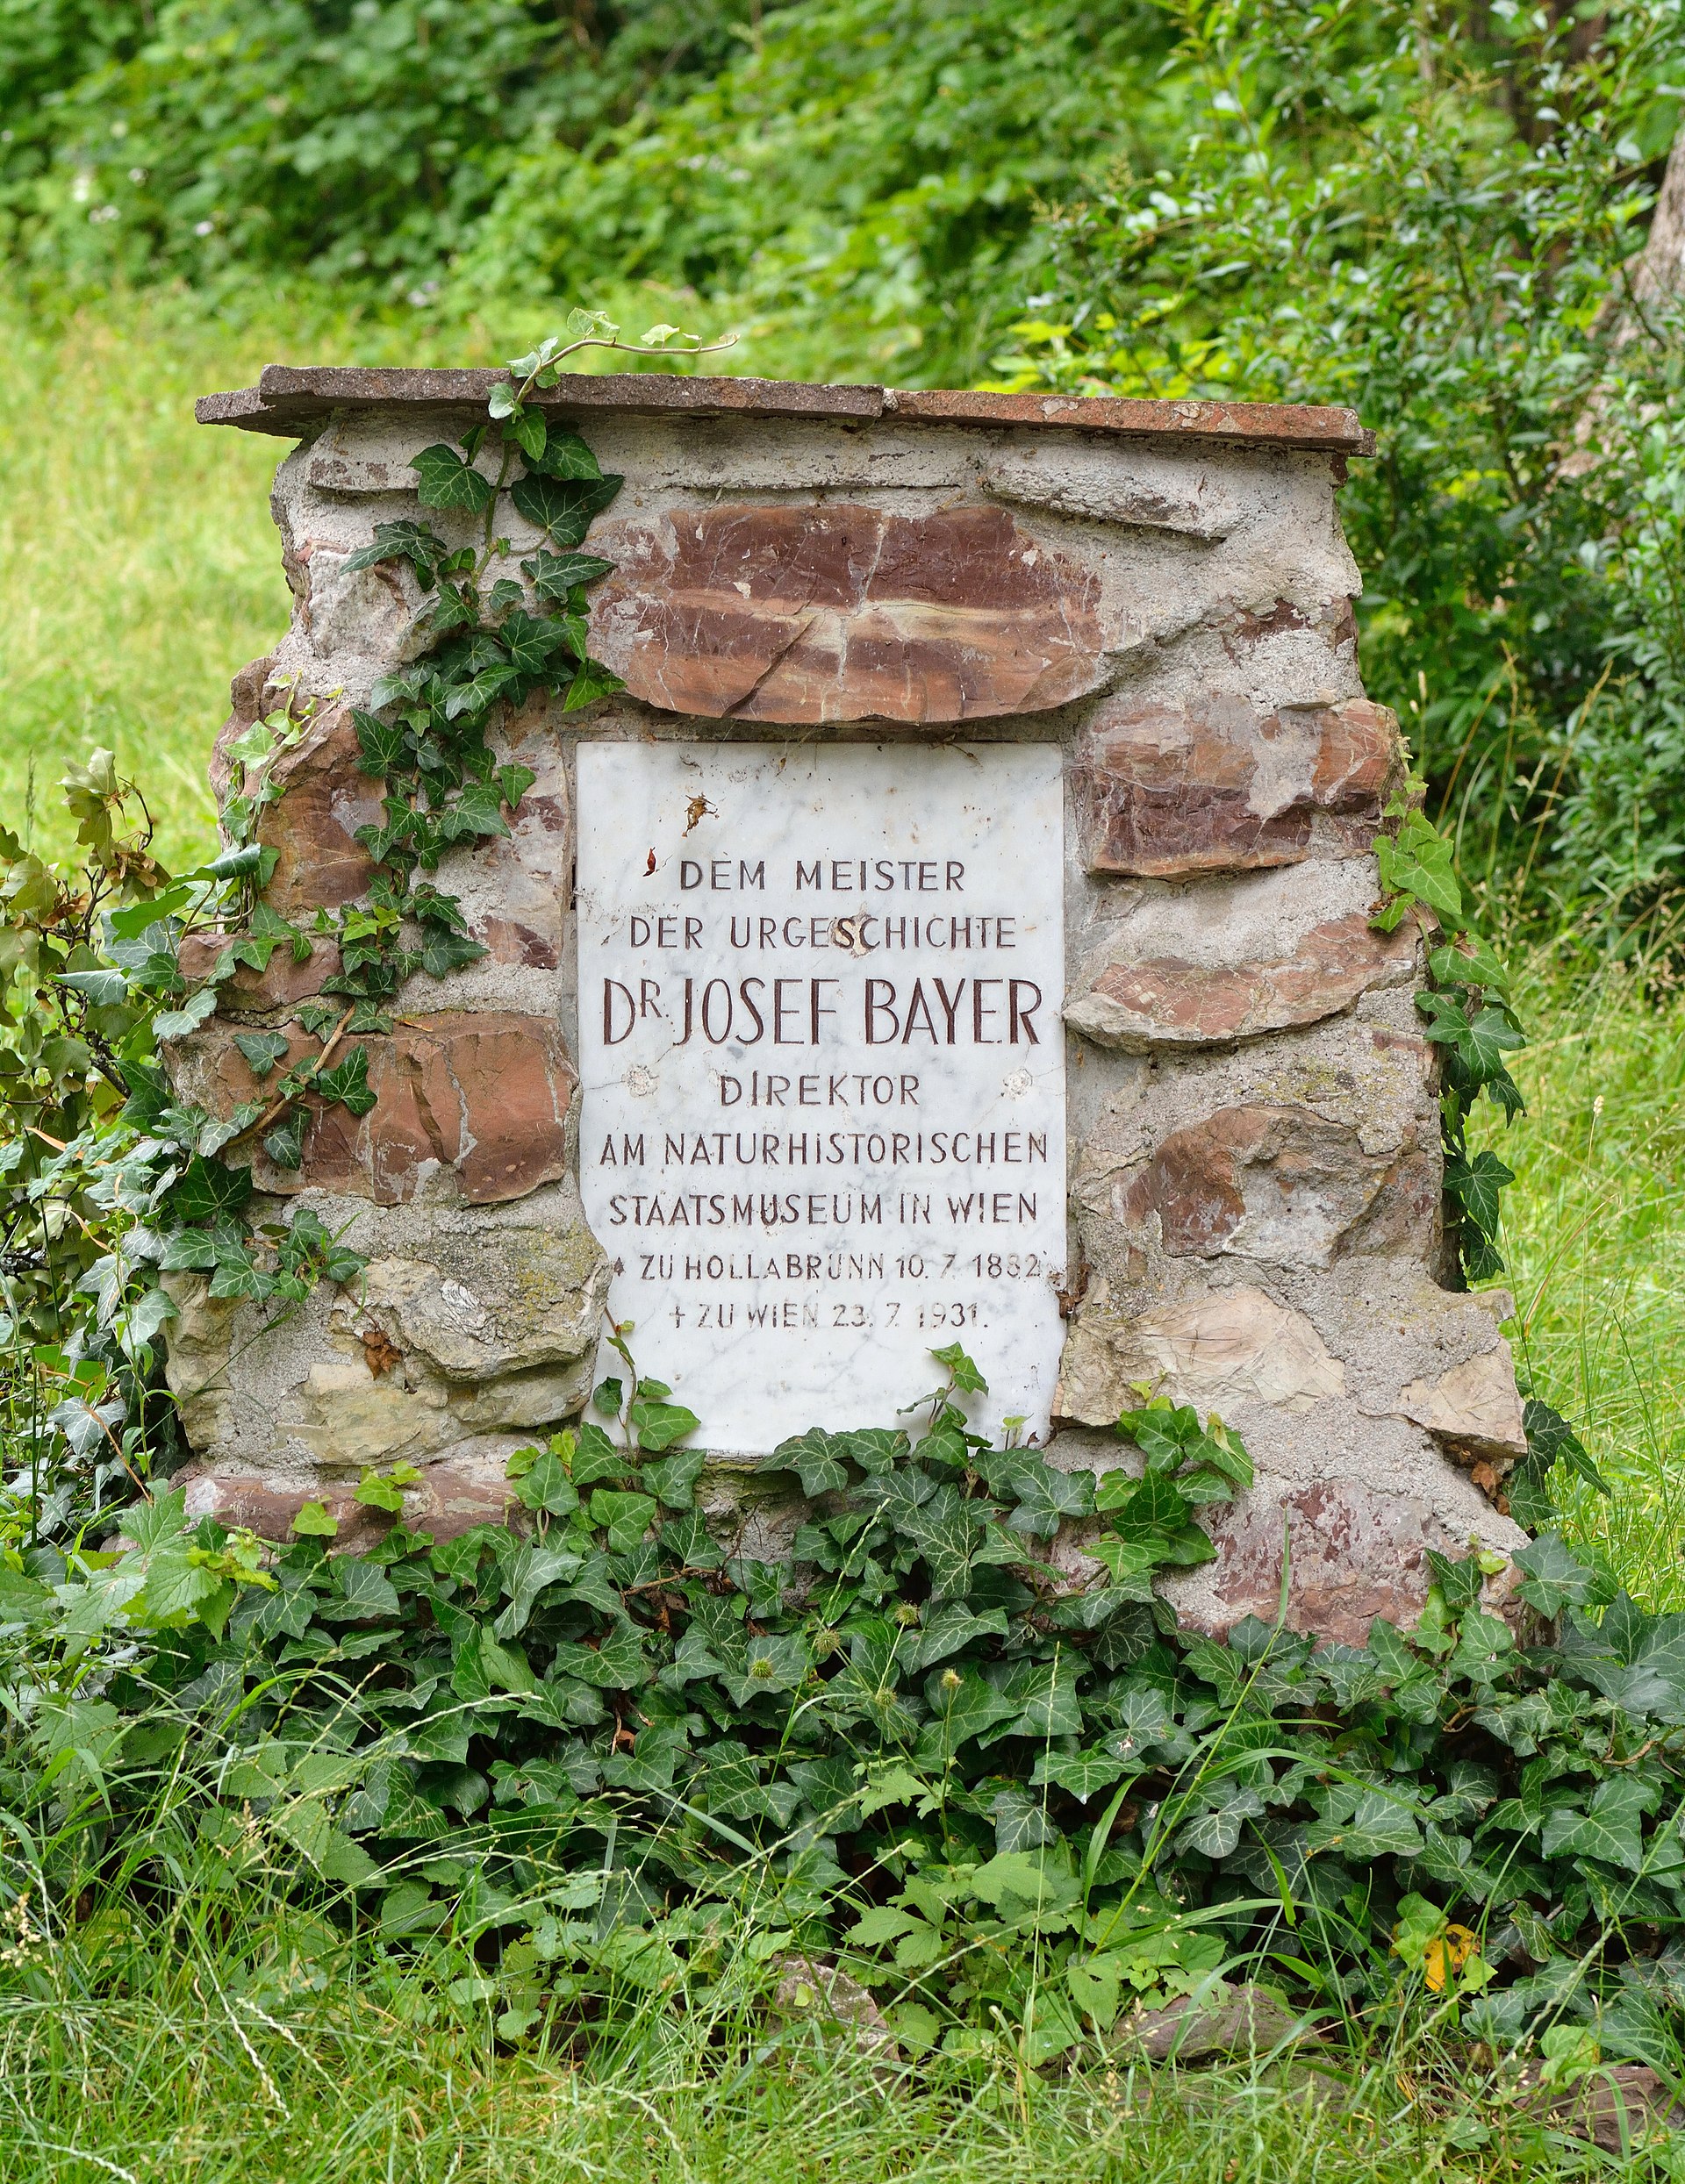 DEM MEISTER
DER URGESCHICHTE
DR. JOSEF BAYER
DIREKTOR
AM NATURHISTORISCHEN
STAATSMUSEUM IN WIEN
* ZU HOLLABRUNN 10. 7. 1882
† ZU WIEN 23. 7. 1931.